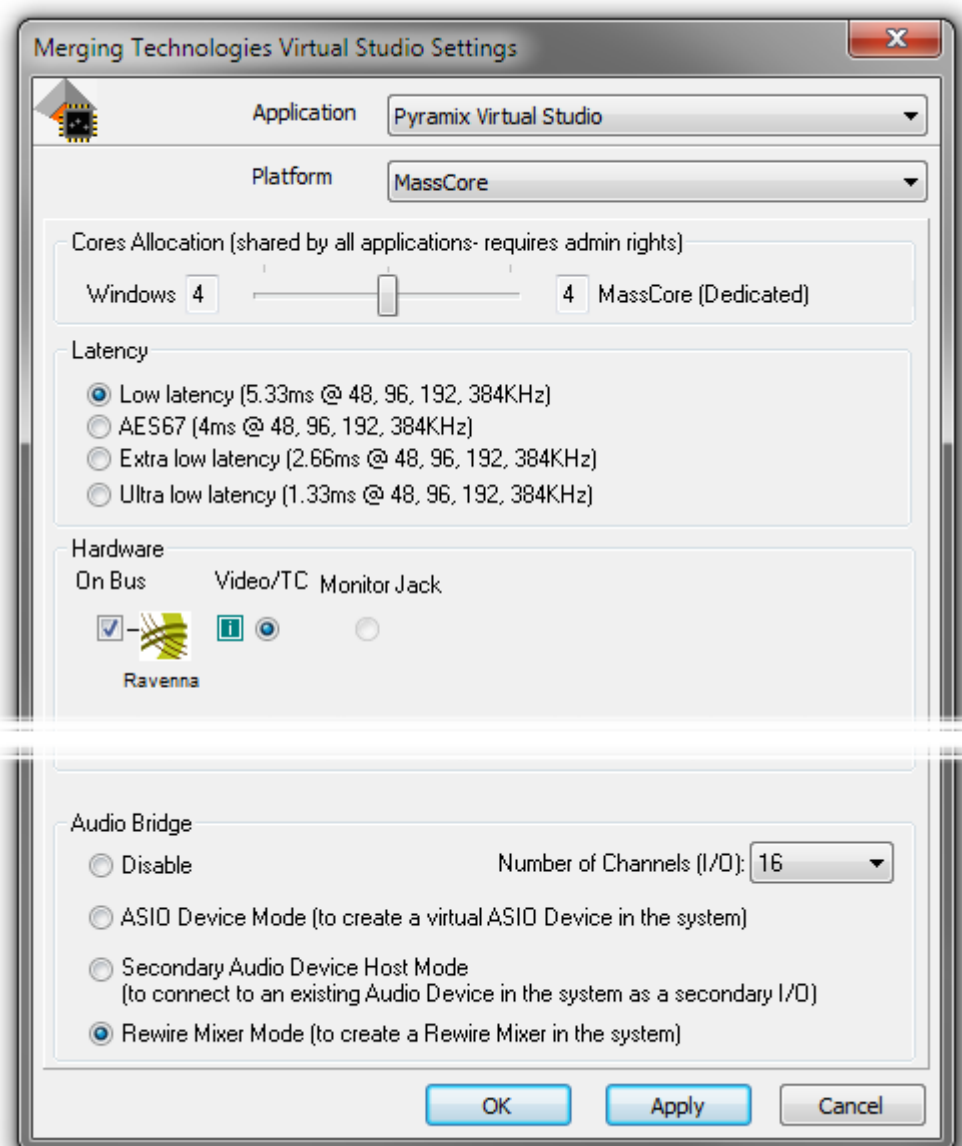 Merging Technologies Virtual Studio Settings
Application Pyramix Virtual Studio
Platform MassCore
Cores Allocation (shared by all applications- requires admin rights)
Windows 4 4 MassCore (Dedicated)
Latency
Low latency (5.33ms @ 48, 96, 192, 384KHz)
AES67 (4ms @ 48, 96, 192, 384KHz)
Extra low latency (2.66ms @ 48, 96, 192, 384KHz)
Ultra low latency (1.33ms @ 48, 96, 192, 384KHz)
Hardware
On Bus Video/TC Monitor Jack
i
Ravenna
Audio Bridge
Disable Number of Channels (I/O): 16
ASIO Device Mode (to create a virtual ASIO Device in the system)
Secondary Audio Device Host Mode
(to connect to an existing Audio Device in the system as a secondary I/O)
Rewire Mixer Mode (to create a Rewire Mixer in the system)
OK Apply Cancel